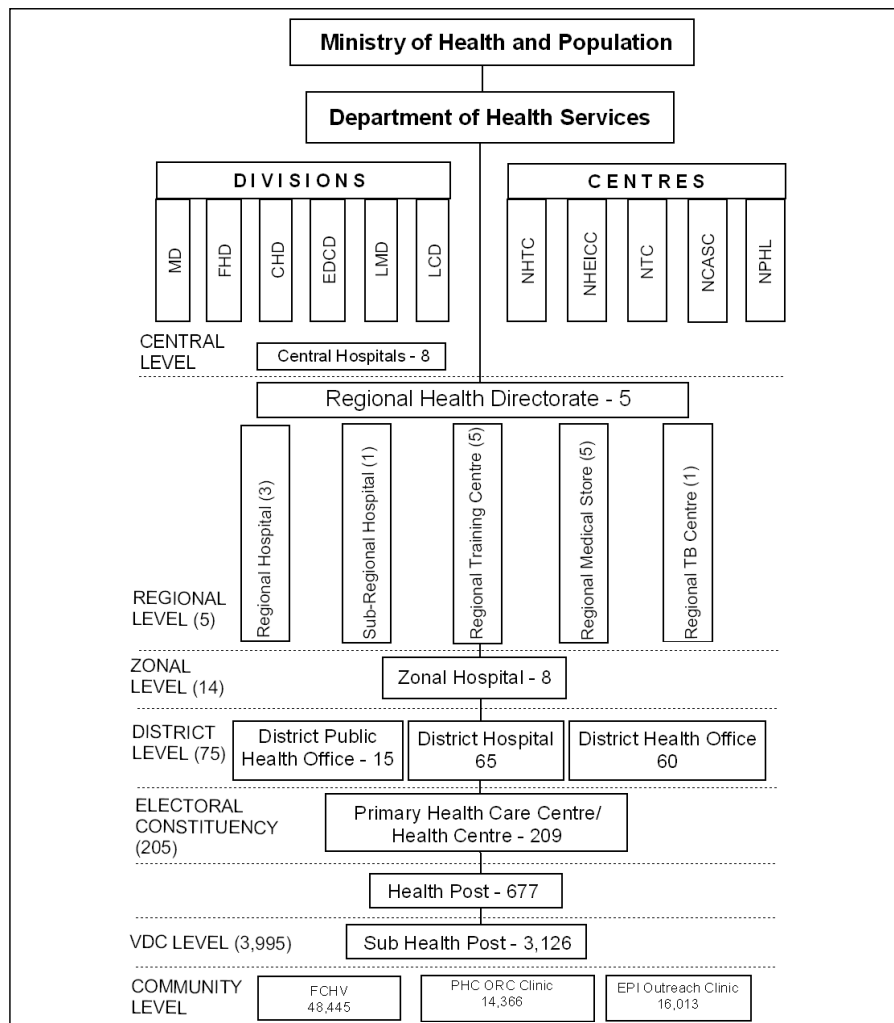 Ministry of Health and Population
Department of Health Services
DIVISIONS
CENTRES
MD
FHD
CHD
EDCD
LMD
LCD
NHTC
NHEICC
NTC
NCASC
NPHL
CENTRAL
LEVEL
Central Hospitals - 8
Regional Health Directorate - 5
Regional Hospital (3)
Sub-Regional Hospital (1)
Regional Training Centre (5)
Regional Medical Store (5)
Regional TB Centre (1)
REGIONAL
LEVEL (5)
ZONAL
LEVEL (14)
Zonal Hospital - 8
DISTRICT
LEVEL (75)
District Public
Health Office - 15
District Hospital
65
District Health Office
60
ELECTORAL
CONSTITUENCY
(205)
Primary Health Care Centre/
Health Centre - 209
Health Post - 677
VDC LEVEL (3,995)
Sub Health Post - 3,126
COMMUNITY
LEVEL
FCHV
48,445
PHC ORC Clinic
14,366
EPI Outreach Clinic
16,013